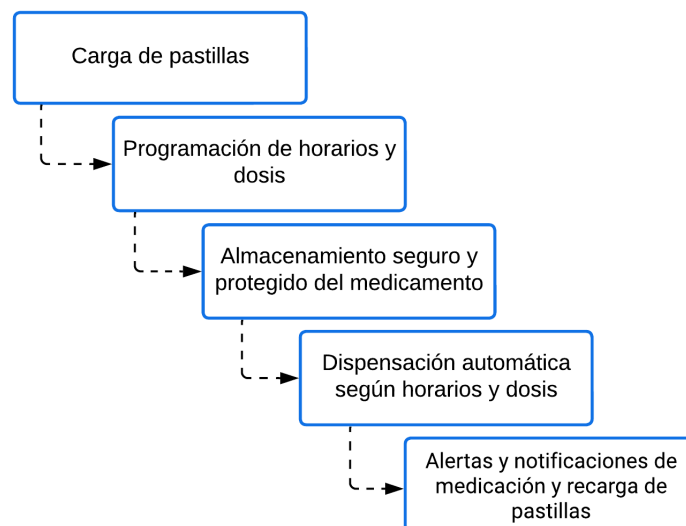 Carga de pastillas
Programación de horarios y
dosis
Almacenamiento seguro y
protegido del medicamento
Dispensación automática
según horarios y dosis
Alertas y notificaciones de
medicación y recarga de
pastillas